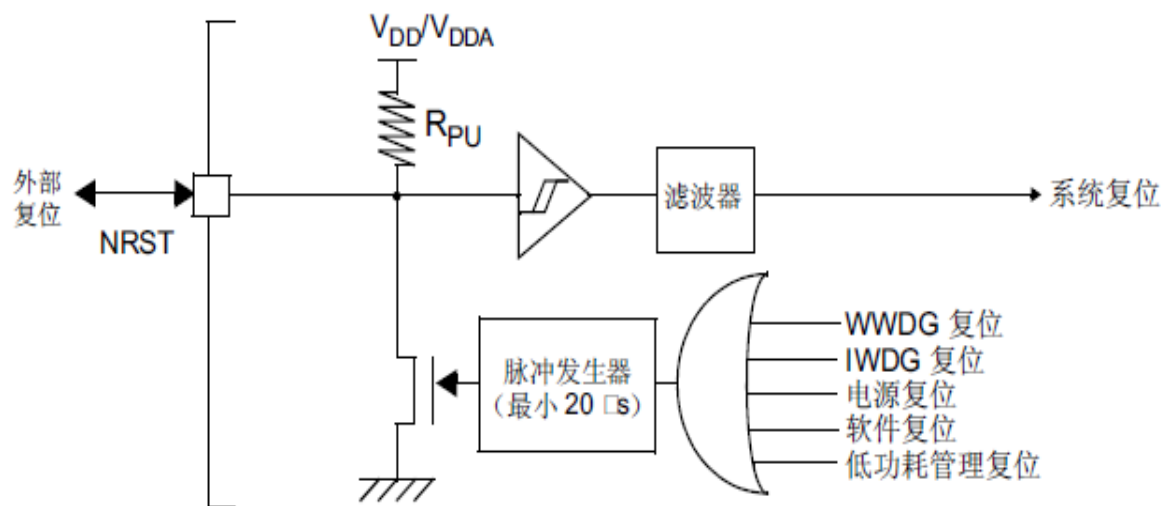 VDD/VDDA
RPU
外部
复位
NRST
滤波器
系统复位
脉冲发生器
（最小 20 □s）
WWDG 复位
IWDG 复位
电源复位
软件复位
低功耗管理复位